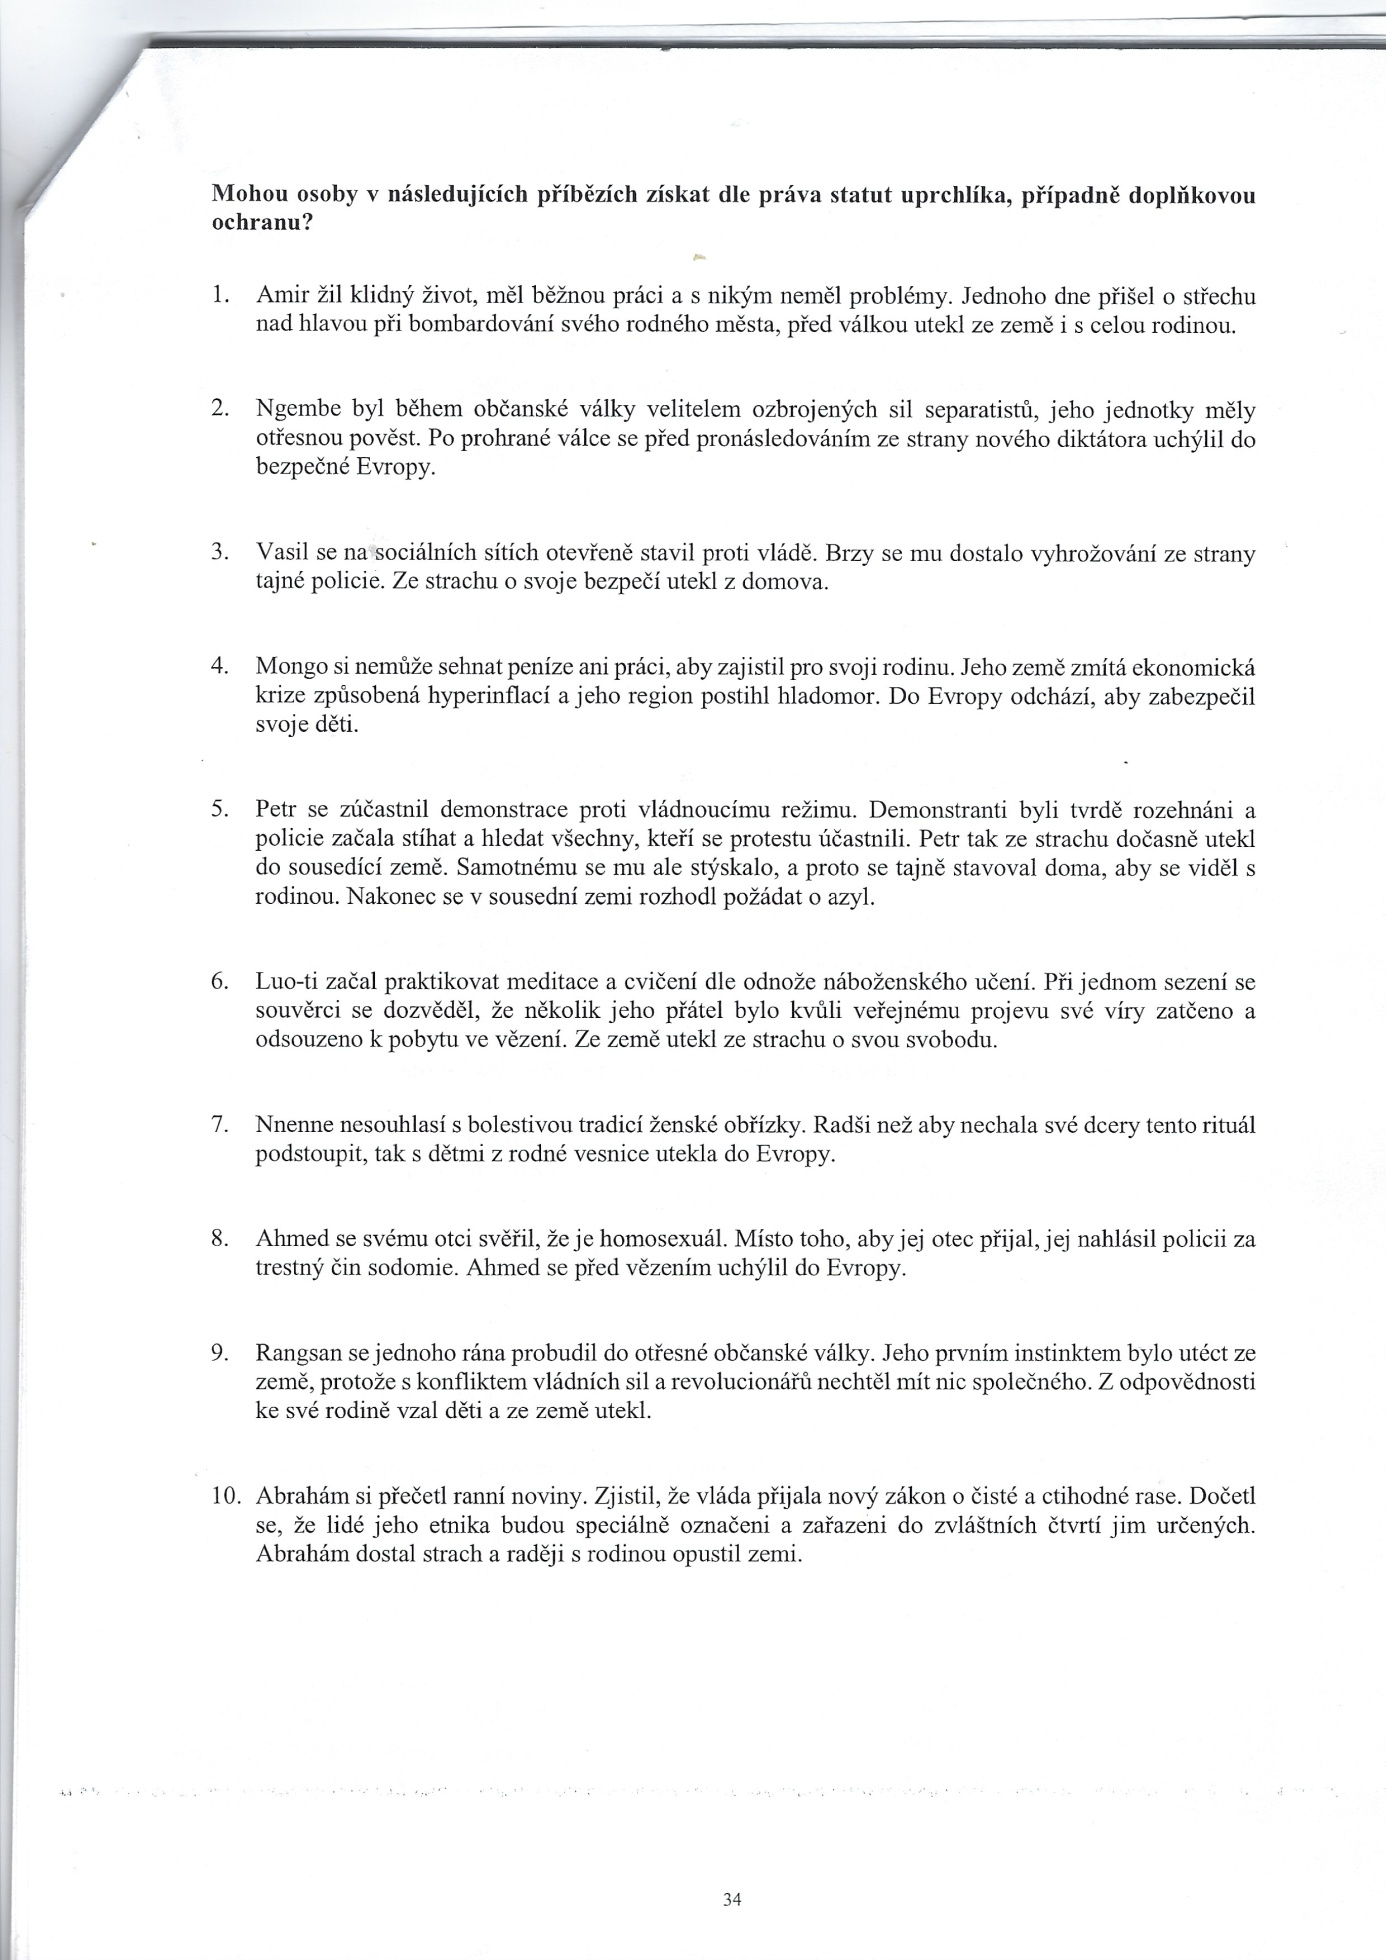 Mohou osoby v následujících příbězích získat dle práva statut uprchlíka, případně doplňkovou
ochranu?
1. Amir žil klidný život, měl běžnou práci a s nikým neměl problémy. Jednoho dne přišel o střechu
nad hlavou při bombardování svého rodného města, před válkou utekl ze země i s celou rodinou.
2. Ngembe byl během občanské války velitelem ozbrojených sil separatistů, jeho jednotky měly
otřesnou pověst. Po prohrané válce se před pronásledováním ze strany nového diktátora uchýlil do
bezpečné Evropy.
3. Vasil se na sociálních sítích otevřeně stavil proti vládě. Brzy se mu dostalo vyhrožování ze strany
tajné policie. Ze strachu o svoje bezpečí utekl z domova.
4. Mongo si nemůže sehnat peníze ani práci, aby zajistil pro svoji rodinu. Jeho země zmítá ekonomická
krize způsobená hyperinflací a jeho region postihl hladomor. Do Evropy odchází, aby zabezpečil
svoje děti.
5. Petr se zúčastnil demonstrace proti vládnoucímu režimu. Demonstranti byli tvrdě rozehnáni a
policie začala stíhat a hledat všechny, kteří se protestu účastnili. Petr tak ze strachu dočasně utekl
do sousedící země. Samotnému se mu ale stýskalo, a proto se tajně stavoval doma, aby se viděl s
rodinou. Nakonec se v sousední zemi rozhodl požádat o azyl.
6. Luo-ti začal praktikovat meditace a cvičení dle odnože náboženského učení. Při jednom sezení se
souvěrci se dozvěděl, že několik jeho přátel bylo kvůli veřejnému projevu své víry zatčeno a
odsouzeno k pobytu ve vězení. Ze země utekl ze strachu o svou svobodu.
7. Nnenne nesouhlasí s bolestivou tradicí ženské obřízky. Radši než aby nechala své dcery tento rituál
podstoupit, tak s dětmi z rodné vesnice utekla do Evropy.
8. Ahmed se svému otci svěřil, že je homosexuál. Místo toho, aby jej otec přijal, jej nahlásil policii za
trestný čin sodomie. Ahmed se před vězením uchýlil do Evropy.
9. Rangsan se jednoho rána probudil do otřesné občanské války. Jeho prvním instinktem bylo utéct ze
země, protože s konfliktem vládních sil a revolucionářů nechtěl mít nic společného. Z odpovědnosti
ke své rodině vzal děti a ze země utekl.
10. Abrahám si přečetl ranní noviny. Zjistil, že vláda přijala nový zákon o čisté a ctihodné rase. Dočetl
se, že lidé jeho etnika budou speciálně označeni a zařazeni do zvláštních čtvrtí jim určených.
Abrahám dostal strach a raději s rodinou opustil zemi.
34